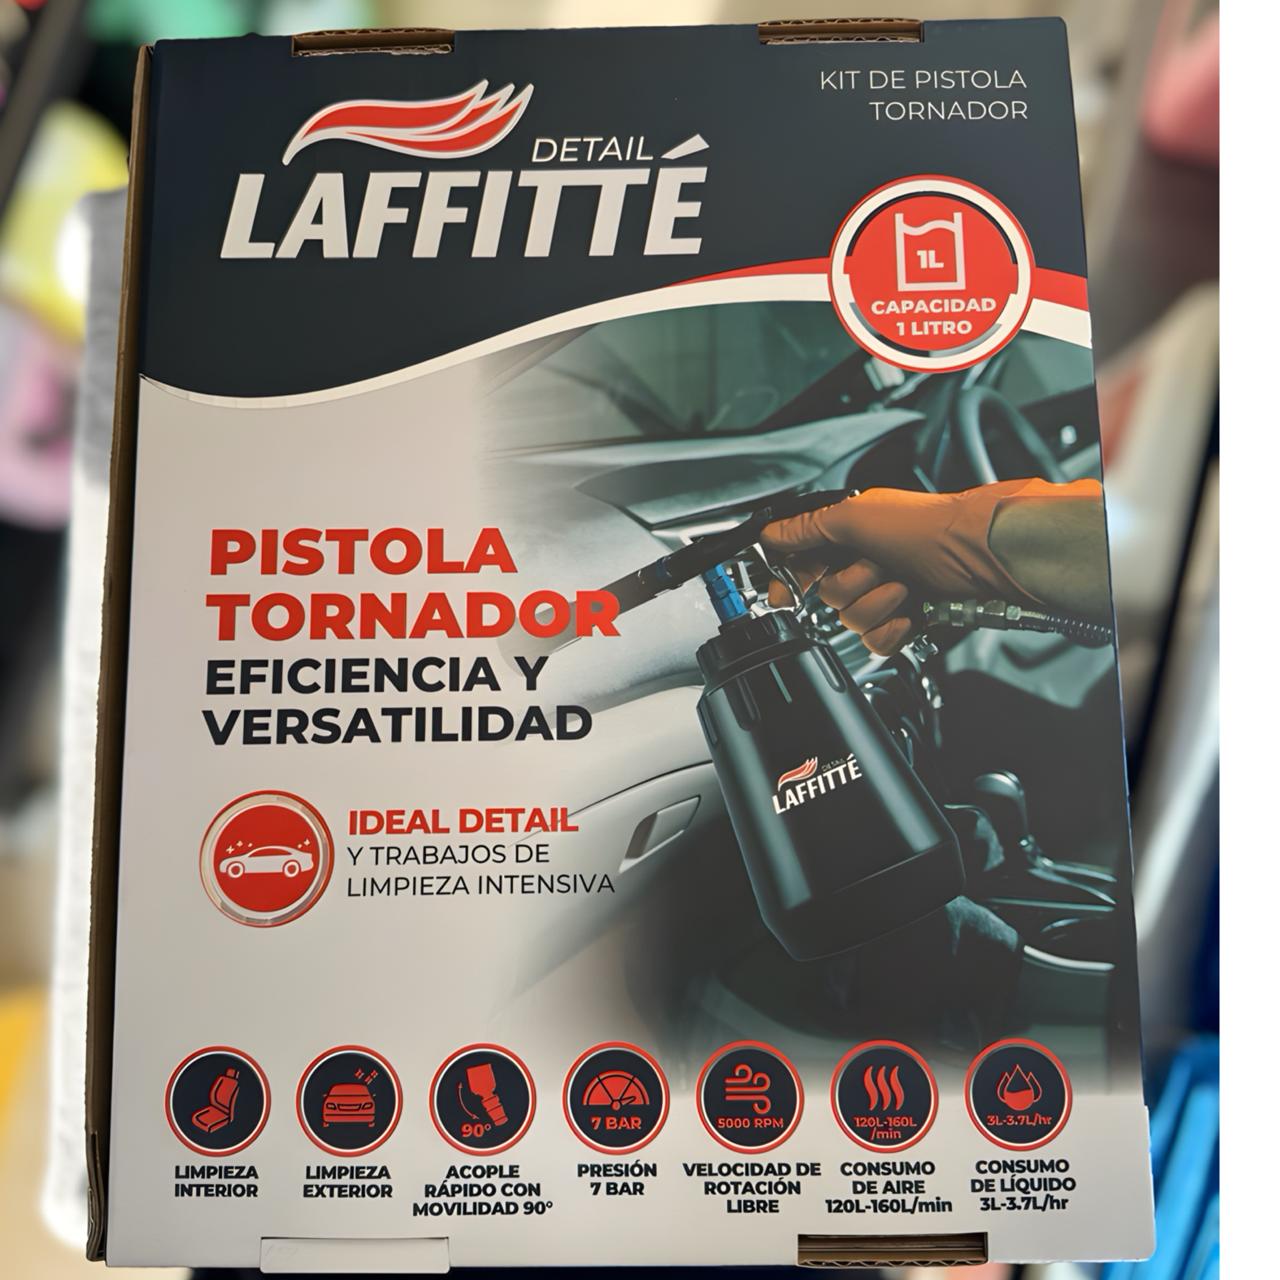 KIT DE PISTOLA
TORNADOR
DETAIL
LAFFITTÉ
1L
CAPACIDAD
1 LITRO
PISTOLA
TORNADOR
EFICIENCIA Y
VERSATILIDAD
DETAIL
LAFFITTÉ
IDEAL DETAIL
Y TRABAJOS DE
LIMPIEZA INTENSIVA
90°
7 BAR
5000 RPM
120L-160L
/min
3L-3.7L/hr
LIMPIEZA
INTERIOR
LIMPIEZA
EXTERIOR
ACOPLE
RÁPIDO CON
MOVILIDAD 90°
PRESIÓN
7 BAR
VELOCIDAD DE
ROTACIÓN
LIBRE
CONSUMO
DE AIRE
120L-160L/min
CONSUMO
DE LÍQUIDO
3L-3.7L/hr